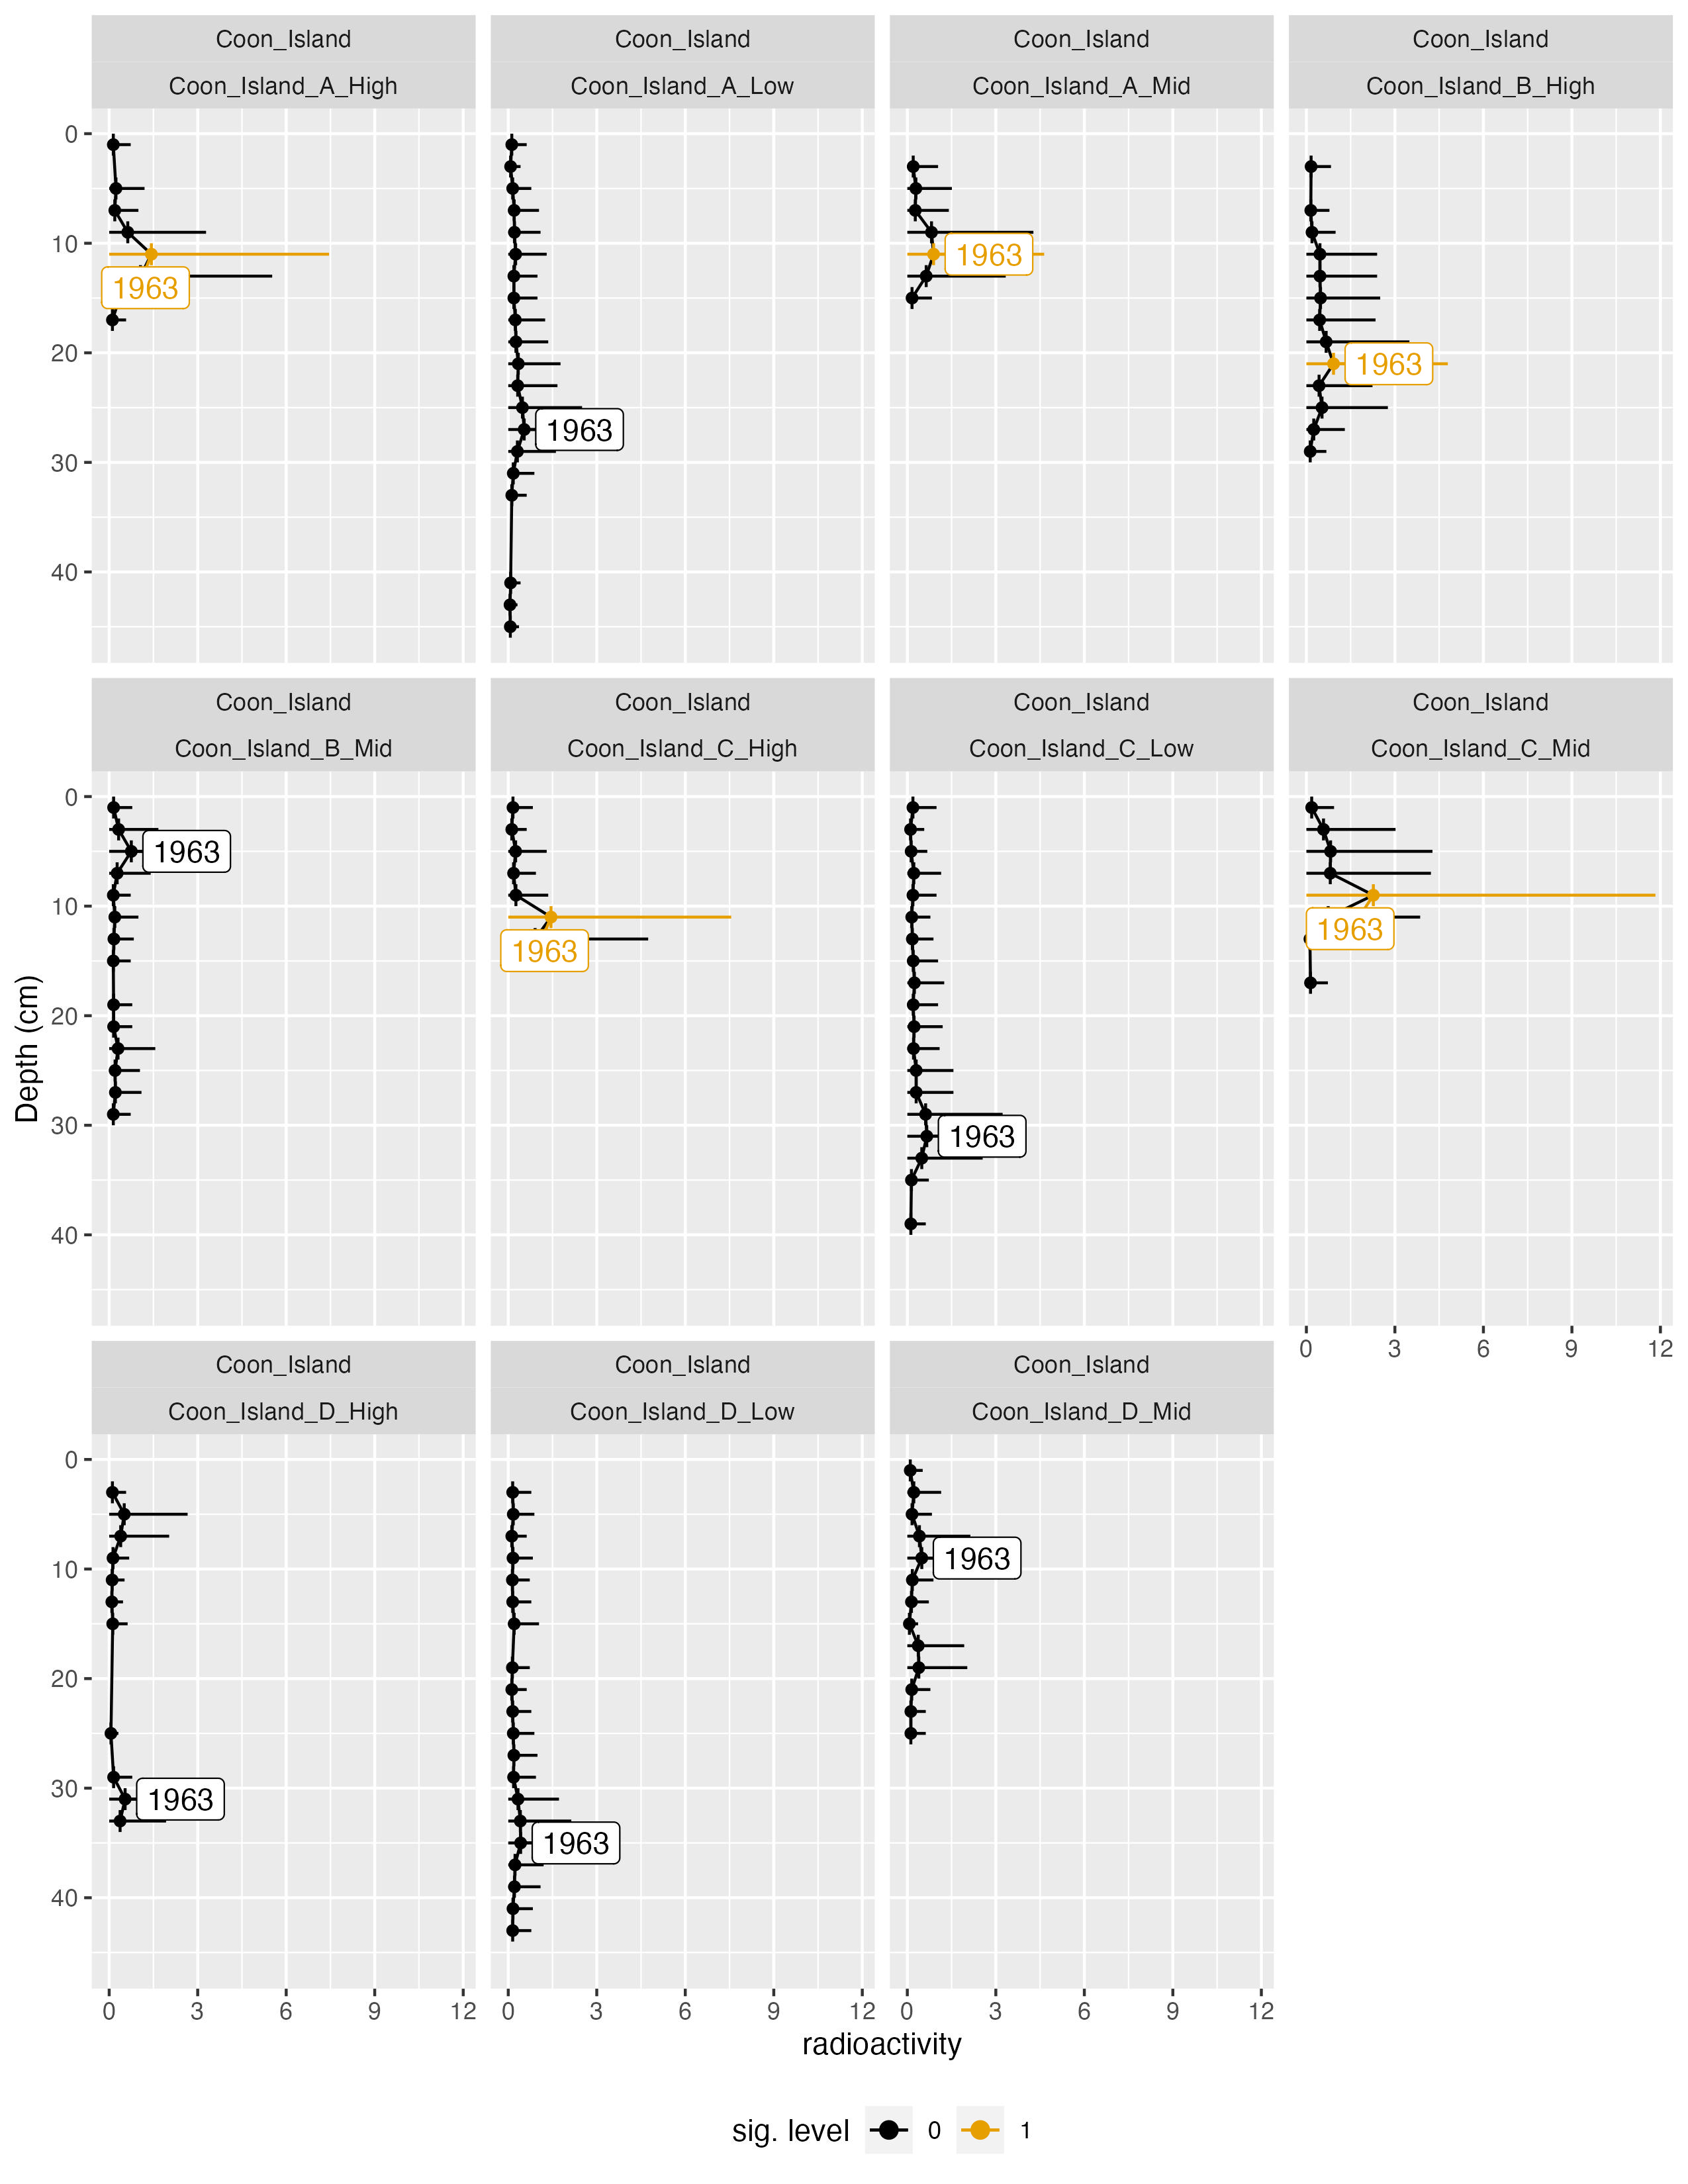 Coon_Island Coon_Island Coon_Island Coon_Island
Coon_Island_A_High Coon_Island_A_Low Coon_Island_A_Mid Coon_Island_B_High
0
10
20
30
40
1963
1963
1963
1963
Coon_Island Coon_Island Coon_Island Coon_Island
Coon_Island_B_Mid Coon_Island_C_High Coon_Island_C_Low Coon_Island_C_Mid
0
10
20
30
40
1963
1963
1963
1963
0 3 6 9 12
Depth (cm)
Coon_Island Coon_Island Coon_Island
Coon_Island_D_High Coon_Island_D_Low Coon_Island_D_Mid
0
10
20
30
40
1963
1963
1963
0 3 6 9 12 0 3 6 9 12 0 3 6 9 12
radioactivity
sig. level 0 1